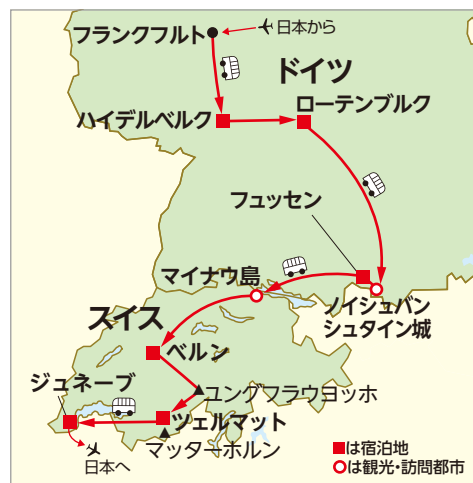 フランクフルト
日本から
ドイツ
ハイデルベルク
ローテンブルク
フュッセン
マイナウ島
ノイシュバン
シュタイン城
スイス
ベルン
ジュネーブ
ユングフラウヨッホ
ツェルマット
マッターホルン
日本へ
■は宿泊地
○は観光・訪問都市